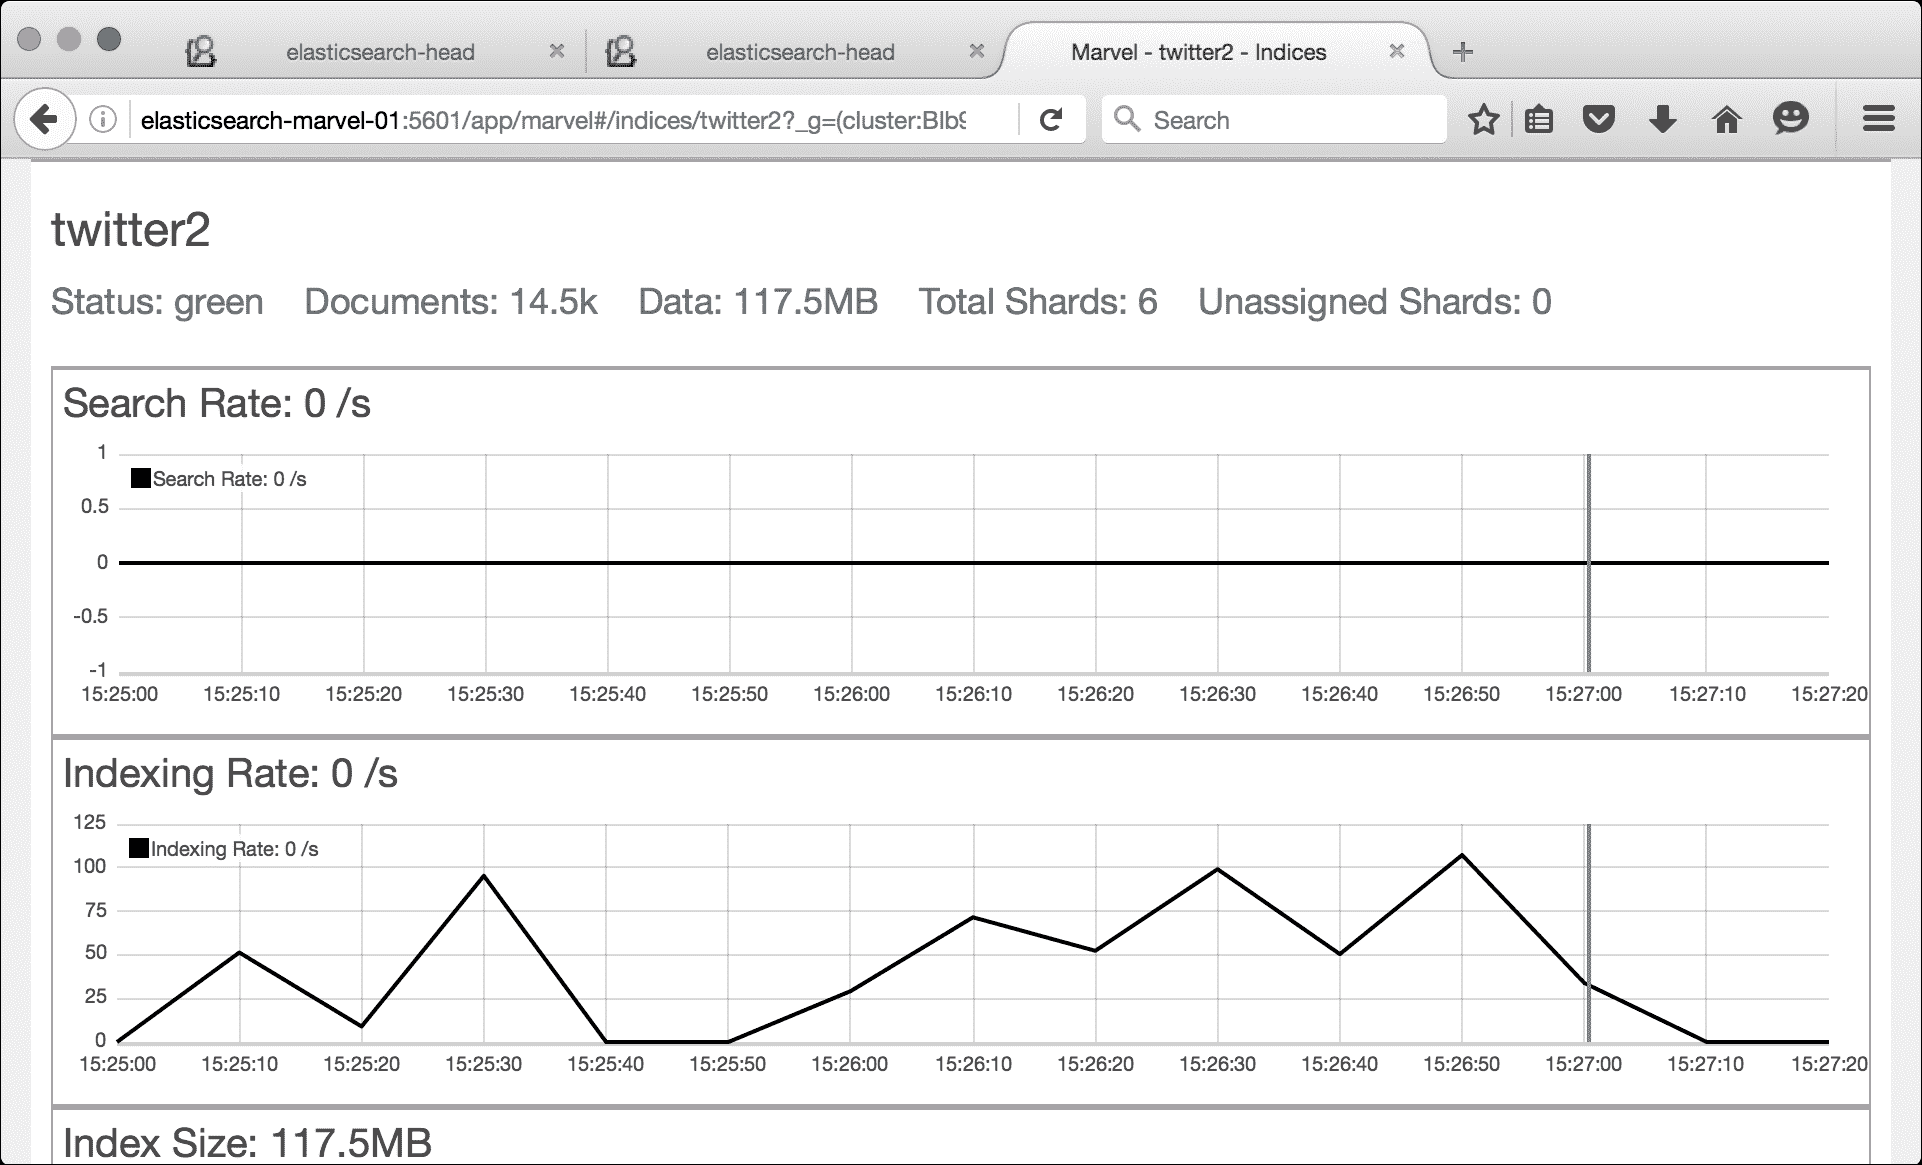 elasticsearch-head
elasticsearch-head
Marvel - twitter2 - Indices
elasticsearch-marvel-01:5601/app/marvel#/indices/twitter2?_g=(cluster:BIb9
Search
twitter2
Status: green Documents: 14.5k Data: 117.5MB Total Shards: 6 Unassigned Shards: 0
Search Rate: 0 /s
1
Search Rate: 0 /s
0.5
0
-0.5
-1
15:25:00 15:25:10 15:25:20 15:25:30 15:25:40 15:25:50 15:26:00 15:26:10 15:26:20 15:26:30 15:26:40 15:26:50 15:27:00 15:27:10 15:27:20
Indexing Rate: 0 /s
125
Indexing Rate: 0 /s
100
75
50
25
0
15:25:00 15:25:10 15:25:20 15:25:30 15:25:40 15:25:50 15:26:00 15:26:10 15:26:20 15:26:30 15:26:40 15:26:50 15:27:00 15:27:10 15:27:20
Index Size: 117.5MB